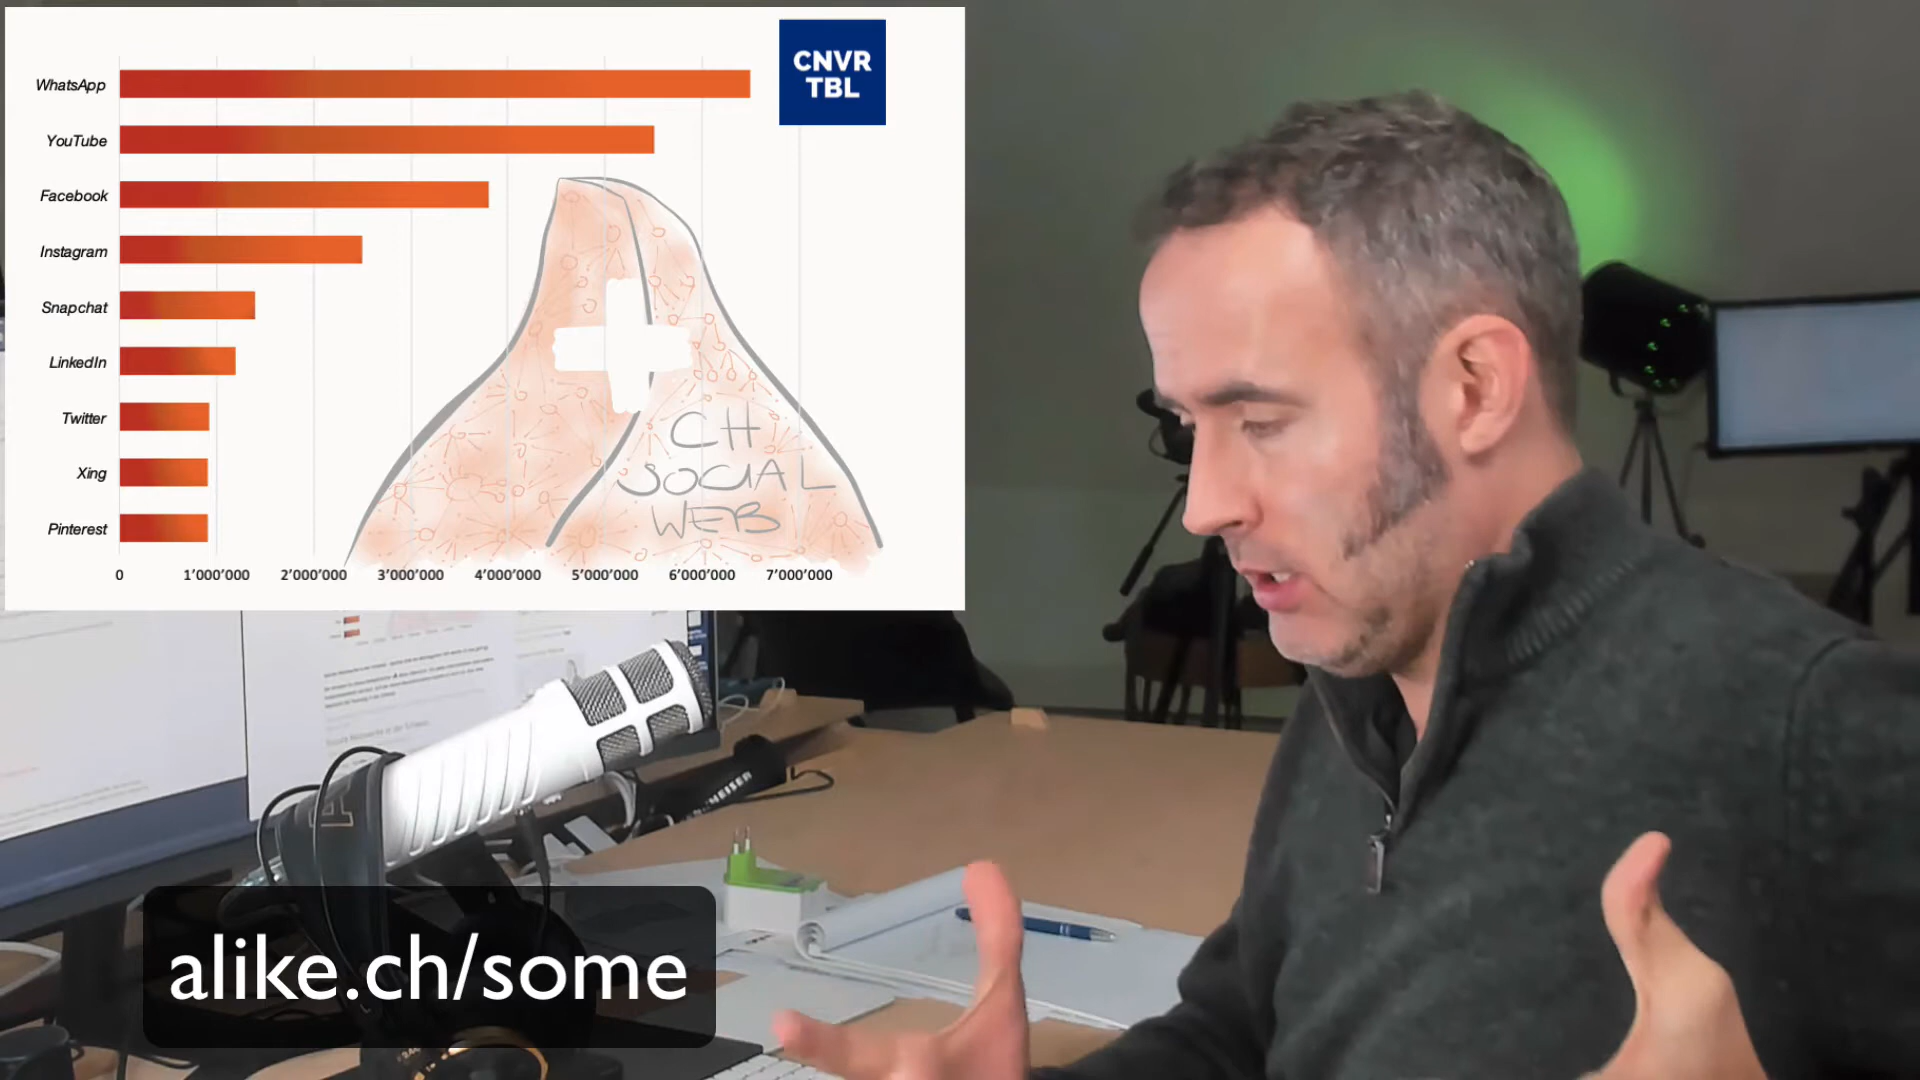 CNVR
TBL
WhatsApp
YouTube
Facebook
Instagram
Snapchat
LinkedIn
Twitter
Xing
Pinterest
0 1’000’000 2’000’000 3’000’000 4’000’000 5’000’000 6’000’000 7’000’000
CH
SOCIAL
WEB
alike.ch/some